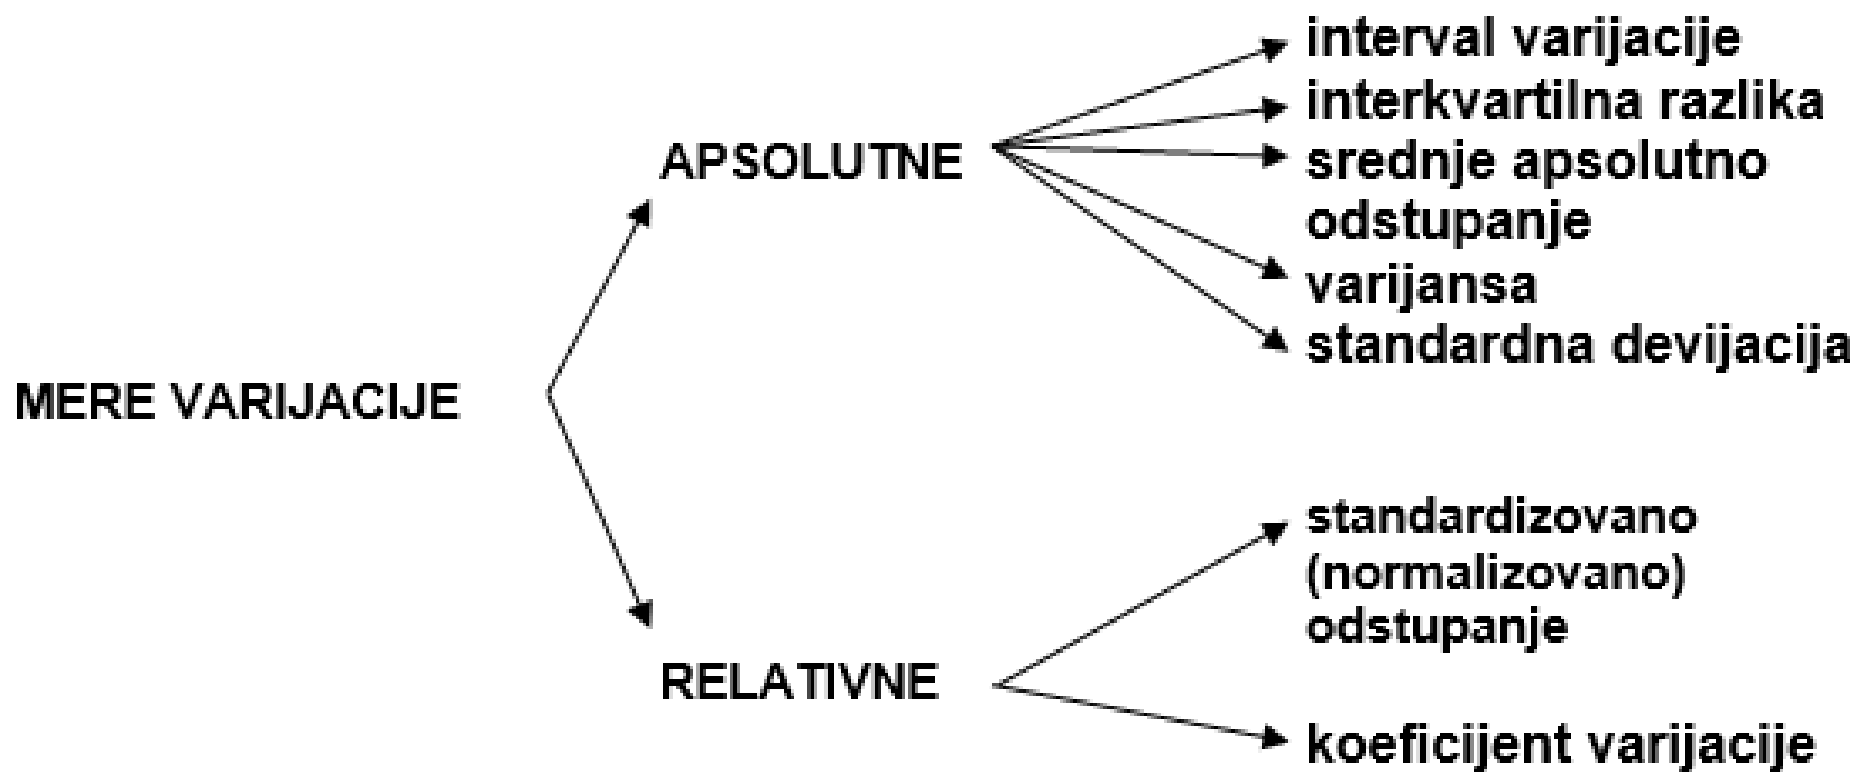 MERE VARIJACIJE
APSOLUTNE
interval varijacije
interkvartilna razlika
srednje apsolutno
odstupanje
varijansa
standardna devijacija
RELATIVNE
standardizovano
(normalizovano)
odstupanje
koeficijent varijacije